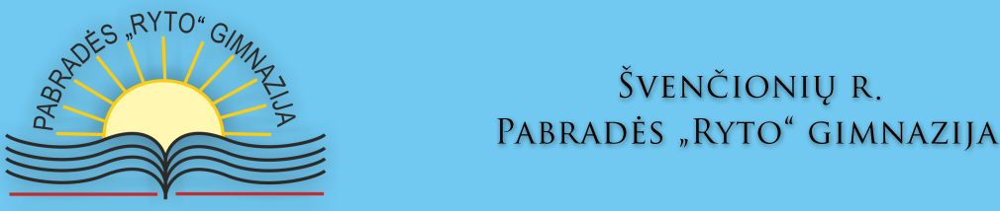 PABRADĖS „RYTO“ GIMNAZIJA
Švenčionių r.
Pabradės „Ryto“ gimnazija